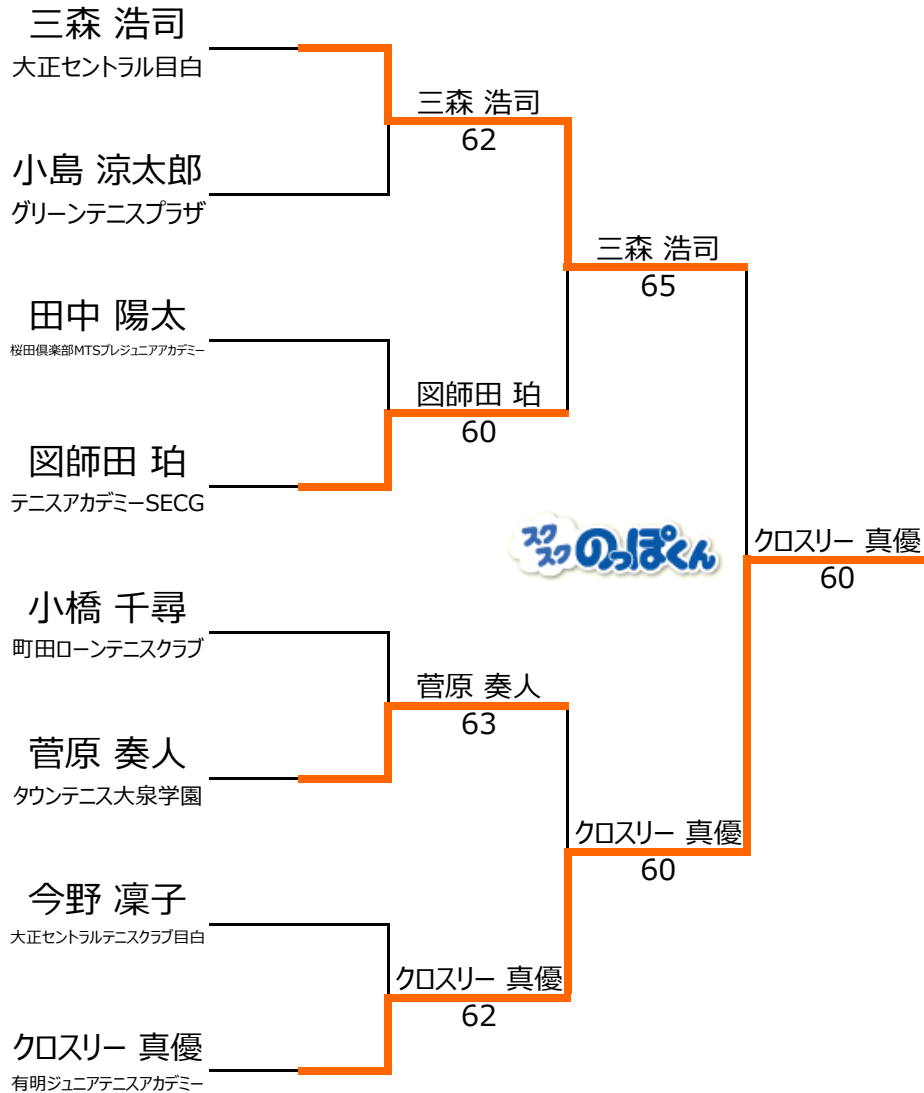 三森 浩司
大正セントラル目白
三森 浩司
62
小島 涼太郎
グリーンテニスプラザ
三森 浩司
65
田中 陽太
桜田倶楽部MTSプレジュニアアカデミー
図師田 珀
60
図師田 珀
テニスアカデミーSECG
スクスク のっぽくん
クロスリー 真優
60
小橋 千尋
町田ローンテニスクラブ
菅原 奏人
63
菅原 奏人
タウンテニス大泉学園
クロスリー 真優
60
今野 凜子
大正セントラルテニスクラブ目白
クロスリー 真優
62
クロスリー 真優
有明ジュニアテニスアカデミー